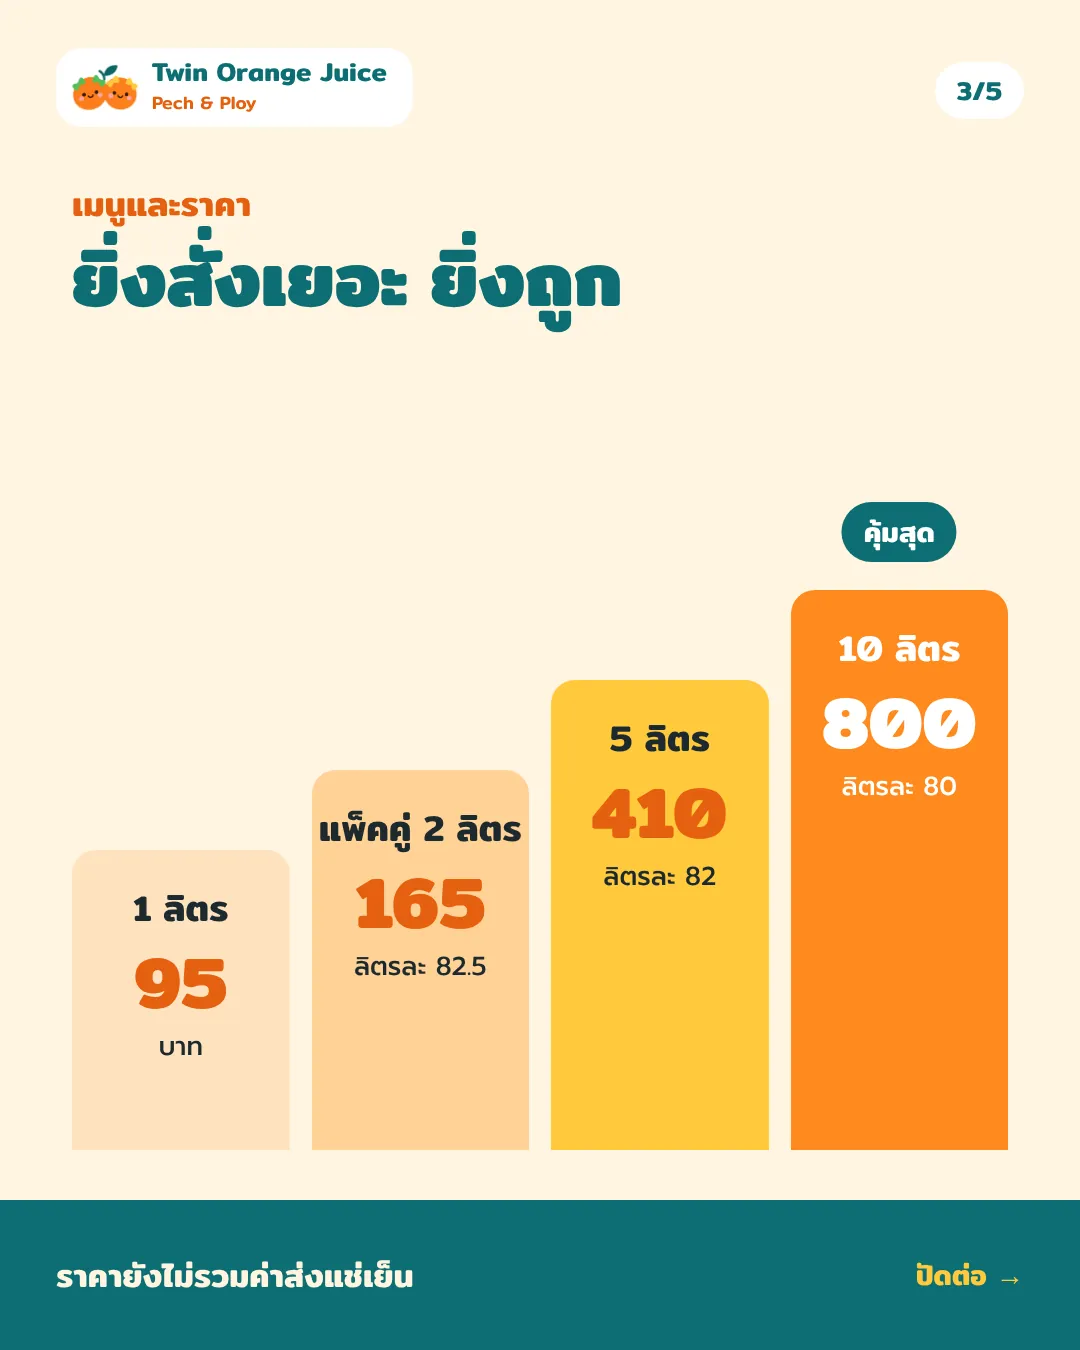 Twin Orange Juice
Pech & Ploy
3/5
เมนูและราคา
ยิ่งสั่งเยอะ ยิ่งถูก
คุ้มสุด
10 ลิตร
800
ลิตรละ 80
5 ลิตร
410
ลิตรละ 82
แพ็คคู่ 2 ลิตร
165
ลิตรละ 82.5
1 ลิตร
95
บาท
ราคายังไม่รวมค่าส่งแช่เย็น
ปัดต่อ →